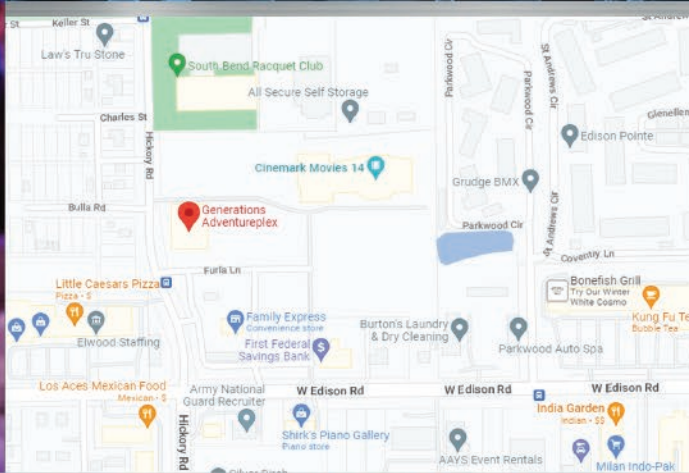 St
Keller St
St Andrews
Law's Tru Stone
South Bend Racquet Club
All Secure Self Storage
Parkwood Cir
Parkwood Cir
St Andrews Cir
Charles St
Hickory Rd
Glenellen
Edison Pointe
Cinemark Movies 14
Grudge BMX
Bulla Rd
Generations
Adventureplex
Parkwood Cir
St Andrews Cir
Coventry Ln
Furla Ln
Little Caesars Pizza
Pizza · $
Bonefish Grill
Try Our Winter
White Cosmo
Kung Fu Te
Bubble Tea
Family Express
Convenience store
Elwood Staffing
First Federal
Savings Bank
Burton's Laundry
& Dry Cleaning
Parkwood Auto Spa
Los Aces Mexican Food
Mexican · $
Army National
Guard Recruiter
W Edison Rd
W Edison Rd
W Edison Rd
Hickory Rd
Shirk's Piano Gallery
Piano store
India Garden
Indian · $$
AAYS Event Rentals
Milan Indo-Pak